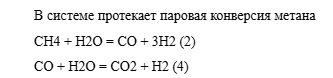 В системе протекает паровая конверсия метана
CH4 + H2O = CO + 3H2 (2)
CO + H2O = CO2 + H2 (4)